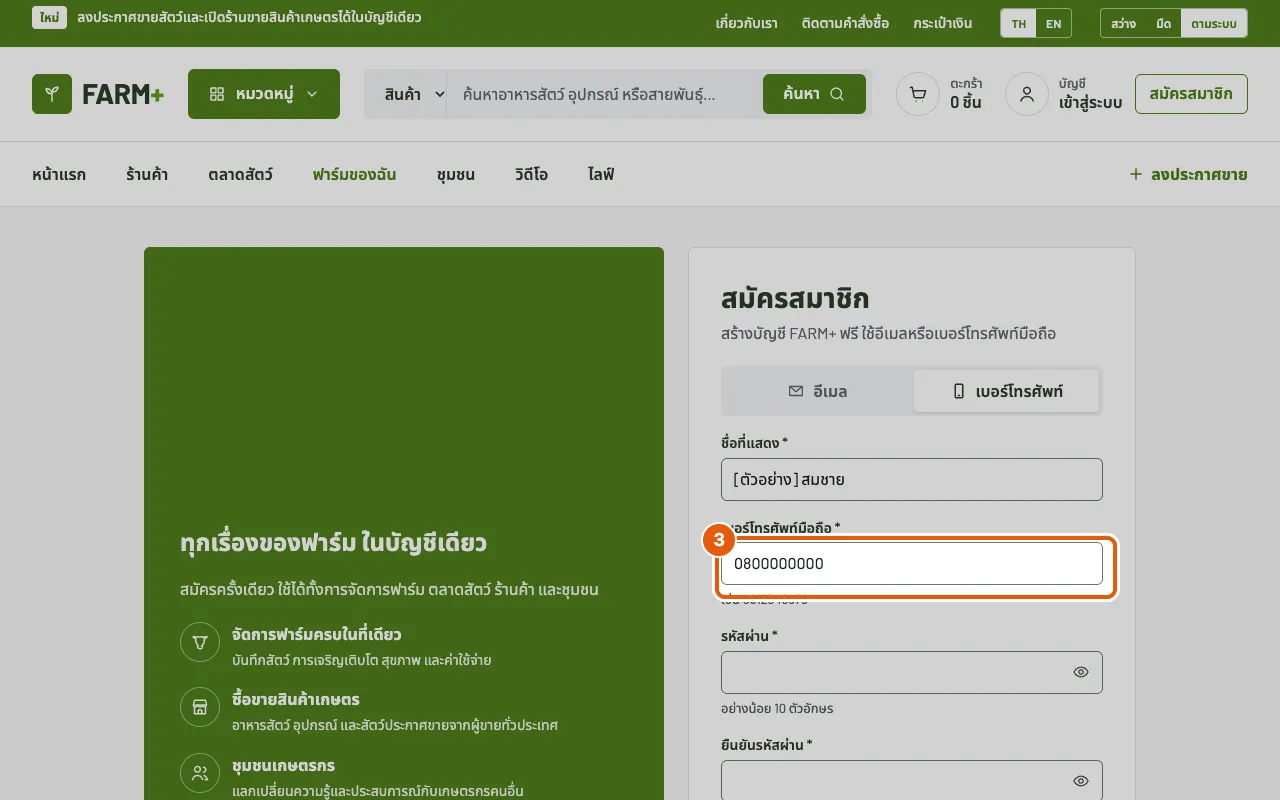 ใหม่ ลงประกาศขายสัตว์และเปิดร้านขายสินค้าเกษตรได้ในบัญชีเดียว เกี่ยวกับเรา ติดตามคำสั่งซื้อ กระเป๋าเงิน TH EN สว่าง มืด ตามระบบ
FARM+ หมวดหมู่ สินค้า ค้นหาอาหารสัตว์ อุปกรณ์ หรือสายพันธุ์... ค้นหา ตะกร้า 0 ชิ้น บัญชี เข้าสู่ระบบ สมัครสมาชิก
หน้าแรก ร้านค้า ตลาดสัตว์ ฟาร์มของฉัน ชุมชน วิดีโอ ไลฟ์ + ลงประกาศขาย
ทุกเรื่องของฟาร์ม ในบัญชีเดียว
สมัครครั้งเดียว ใช้ได้ทั้งการจัดการฟาร์ม ตลาดสัตว์ ร้านค้า และชุมชน
จัดการฟาร์มครบในที่เดียว
บันทึกสัตว์ การเจริญเติบโต สุขภาพ และค่าใช้จ่าย
ซื้อขายสินค้าเกษตร
อาหารสัตว์ อุปกรณ์ และสัตว์ประกาศขายจากผู้ขายทั่วประเทศ
ชุมชนเกษตรกร
แลกเปลี่ยนความรู้และประสบการณ์กับเกษตรกรคนอื่น
สมัครสมาชิก
สร้างบัญชี FARM+ ฟรี ใช้อีเมลหรือเบอร์โทรศัพท์มือถือ
อีเมล เบอร์โทรศัพท์
ชื่อที่แสดง *
[ตัวอย่าง] สมชาย
เบอร์โทรศัพท์มือถือ *
3
0800000000
รหัสผ่าน *
อย่างน้อย 10 ตัวอักษร
ยืนยันรหัสผ่าน *